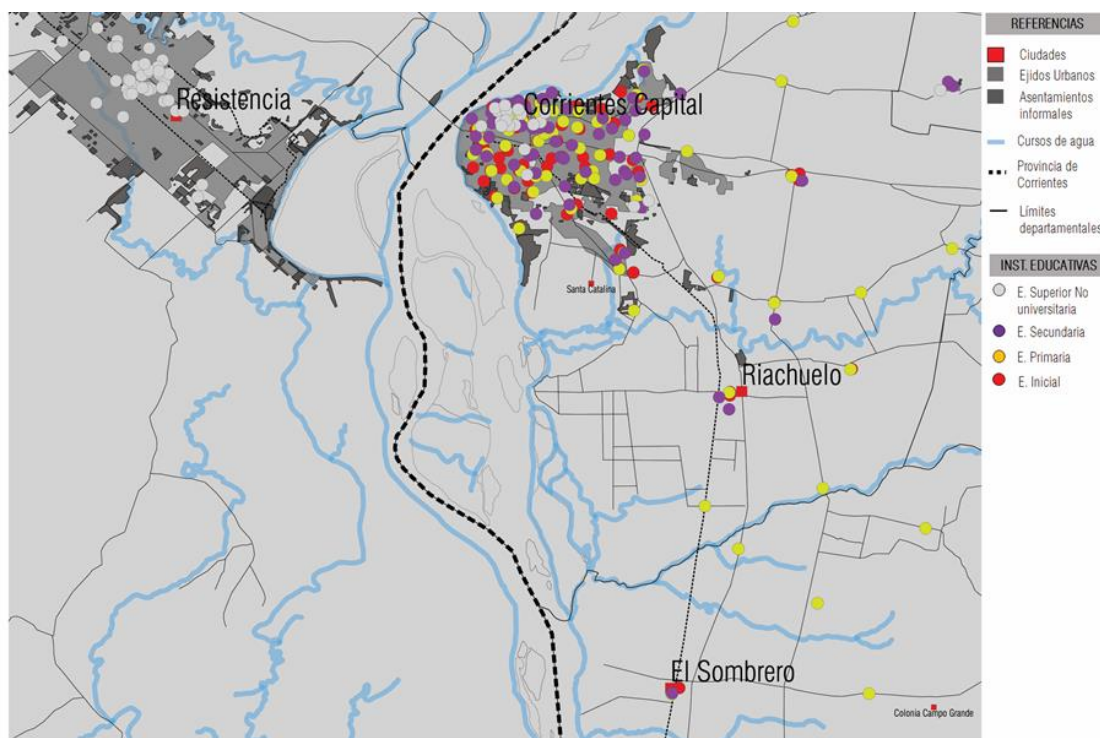 Resistencia
Corrientes Capital
Santa Catalina
Riachuelo
El Sombrero
Colonia Campo Grande
REFERENCIAS
Ciudades
Ejidos Urbanos
Asentamientos
informales
Cursos de agua
Provincia de
Corrientes
Límites
departamentales
INST. EDUCATIVAS
E. Superior No
universitaria
E. Secundaria
E. Primaria
E. Inicial